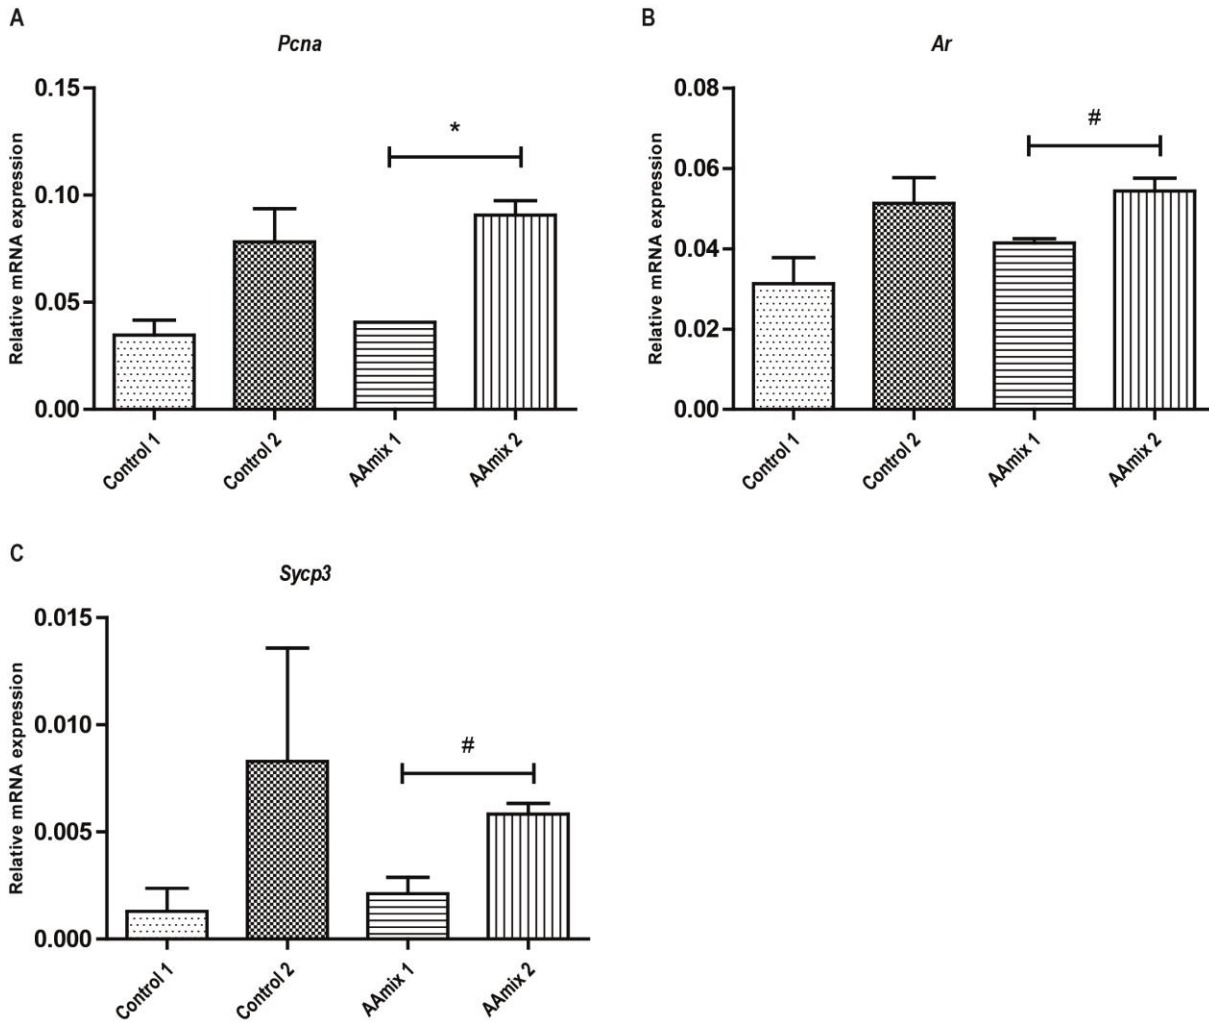 A
Pcna
Relative mRNA expression
0.15
0.10
0.05
0.00
*
Control 1
Control 2
AAmix 1
AAmix 2
B
Ar
Relative mRNA expression
0.08
0.06
0.04
0.02
0.00
#
Control 1
Control 2
AAmix 1
AAmix 2
C
Sycp3
Relative mRNA expression
0.015
0.010
0.005
0.000
#
Control 1
Control 2
AAmix 1
AAmix 2